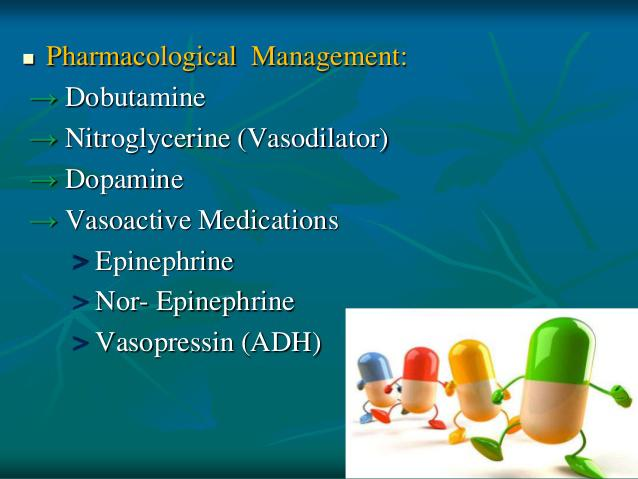 Pharmacological Management:
→ Dobutamine
→ Nitroglycerine (Vasodilator)
→ Dopamine
→ Vasoactive Medications
> Epinephrine
> Nor- Epinephrine
> Vasopressin (ADH)